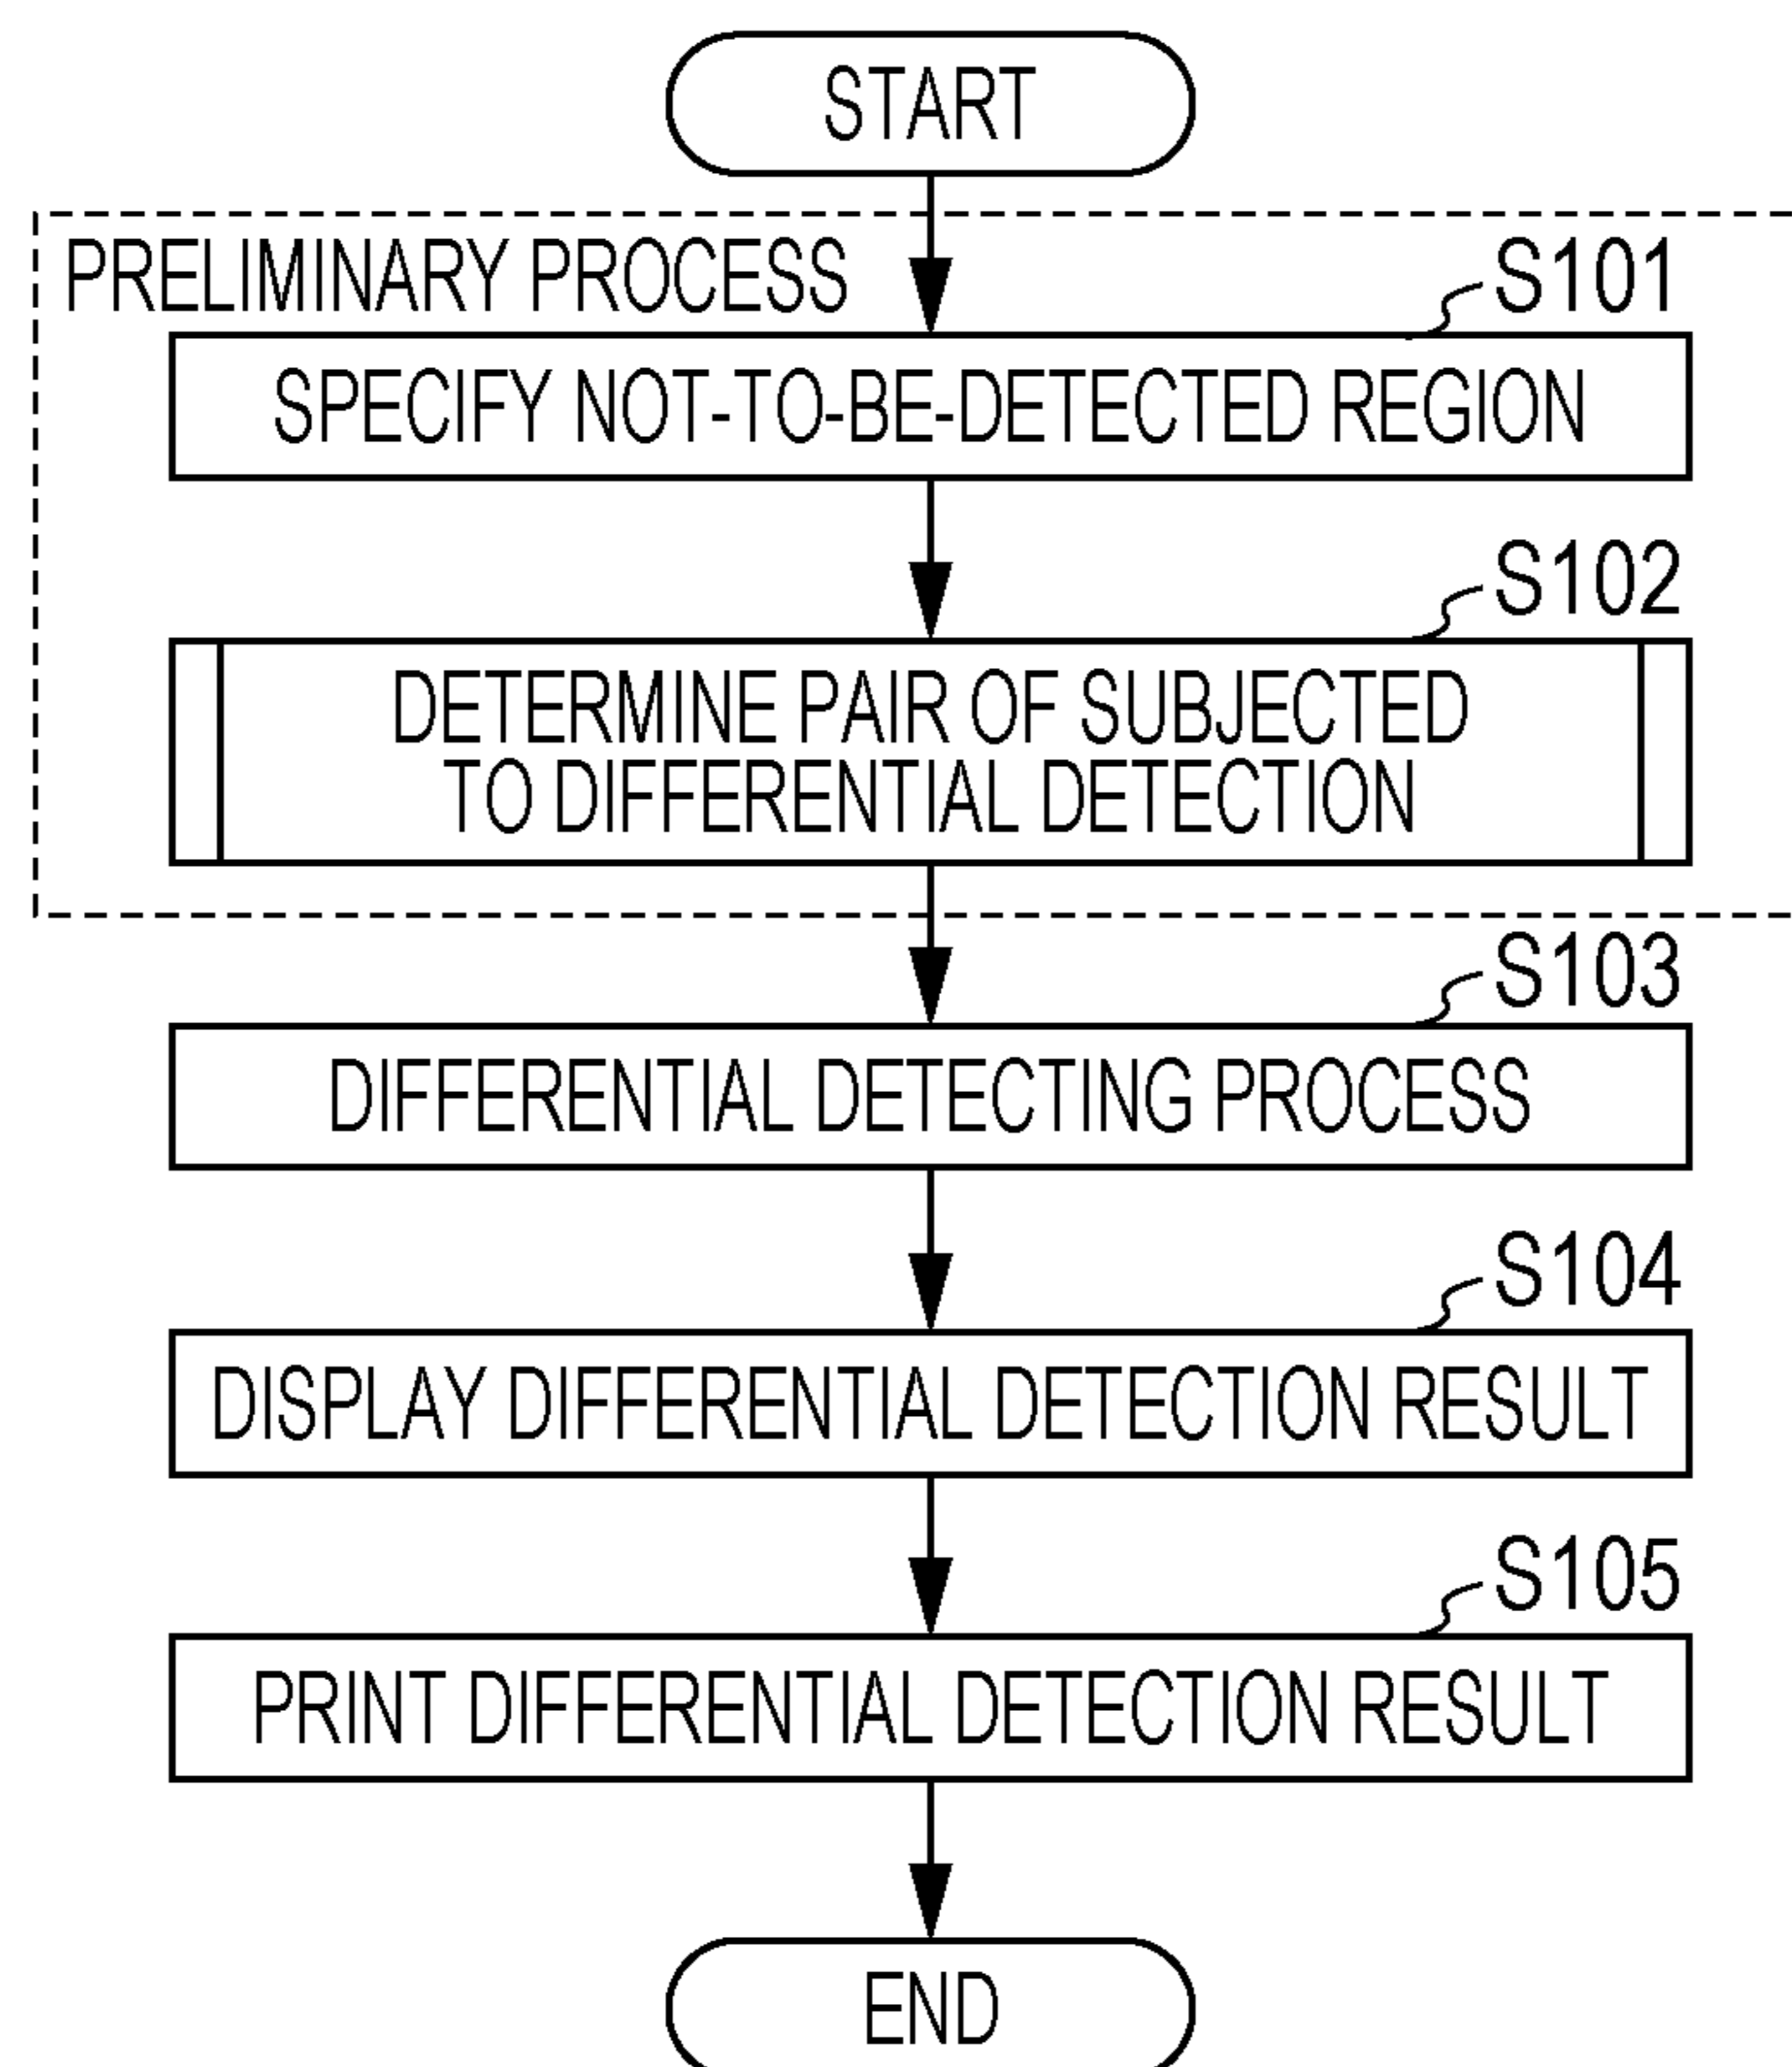 START
PRELIMINARY PROCESS
S101
SPECIFY NOT-TO-BE-DETECTED REGION
S102
DETERMINE PAIR OF SUBJECTED
TO DIFFERENTIAL DETECTION
S103
DIFFERENTIAL DETECTING PROCESS
S104
DISPLAY DIFFERENTIAL DETECTION RESULT
S105
PRINT DIFFERENTIAL DETECTION RESULT
END